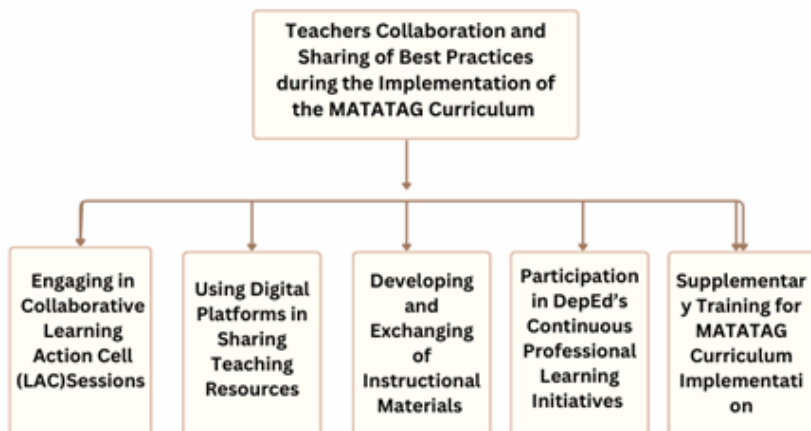 Teachers Collaboration and
Sharing of Best Practices
during the Implementation of
the MATATAG Curriculum
Engaging in
Collaborative
Learning
Action Cell
(LAC)Sessions
Using Digital
Platforms in
Sharing
Teaching
Resources
Developing
and
Exchanging
of
Instructional
Materials
Participation
in DepEd's
Continuous
Professional
Learning
Initiatives
Supplementar
y Training for
MATATAG
Curriculum
Implementati
on